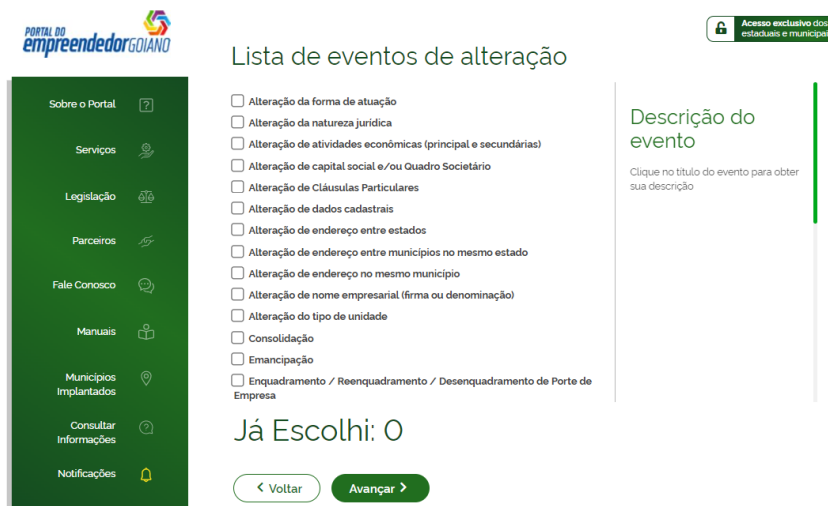 PORTAL DO
empreendedorGOIANO
Acesso exclusivo dos
estaduais e municipai
Lista de eventos de alteração
Sobre o Portal
Serviços
Legislação
Parceiros
Fale Conosco
Manuais
Municípios
Implantados
Consultar
Informações
Notificações
Alteração da forma de atuação
Alteração da natureza jurídica
Alteração de atividades econômicas (principal e secundárias)
Alteração de capital social e/ou Quadro Societário
Alteração de Cláusulas Particulares
Alteração de dados cadastrais
Alteração de endereço entre estados
Alteração de endereço entre municípios no mesmo estado
Alteração de endereço no mesmo município
Alteração de nome empresarial (firma ou denominação)
Alteração do tipo de unidade
Consolidação
Emancipação
Enquadramento / Reenquadramento / Desenquadramento de Porte de
Empresa
Descrição do
evento
Clique no título do evento para obter
sua descrição
Já Escolhi: 0
Voltar
Avançar